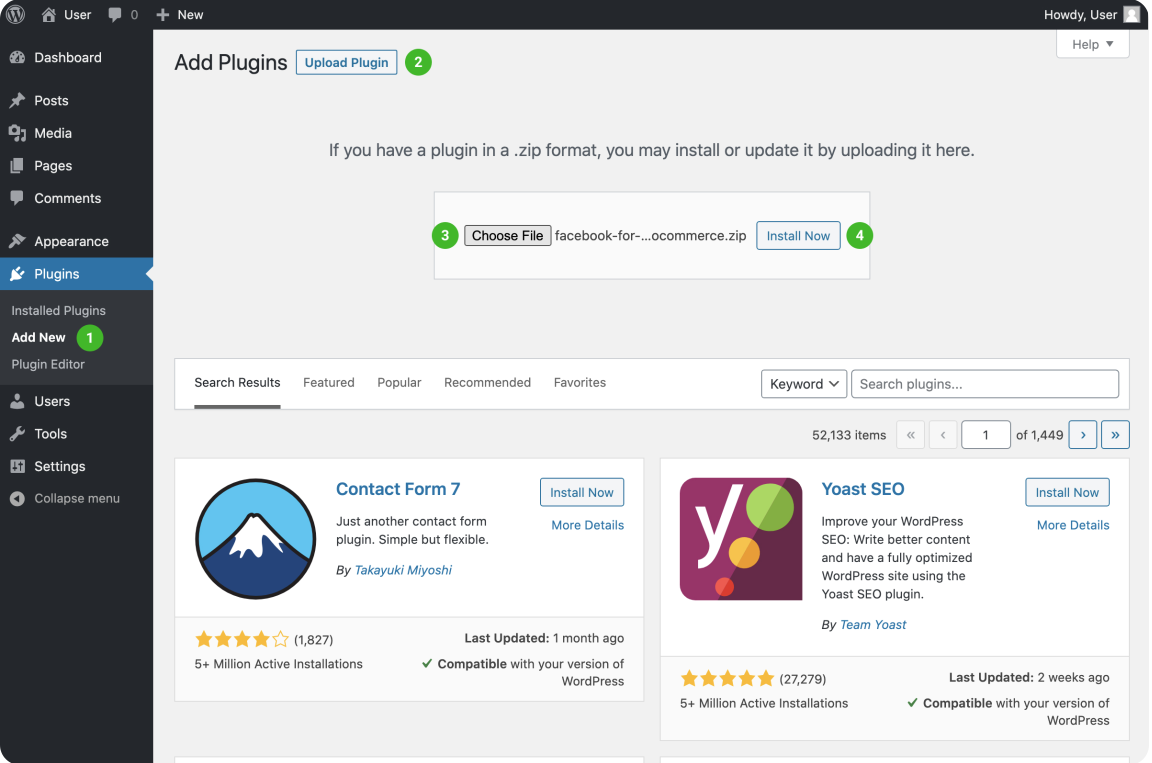 User 0 New Howdy, User
Help ▼
Dashboard
Posts
Media
Pages
Comments
Appearance
Plugins
Installed Plugins
Add New 1
Plugin Editor
Users
Tools
Settings
Collapse menu
Add Plugins Upload Plugin 2
If you have a plugin in a .zip format, you may install or update it by uploading it here.
3 Choose File facebook-for-...ocommerce.zip Install Now 4
Search Results Featured Popular Recommended Favorites Keyword Search plugins...
52,133 items « ‹ 1 of 1,449 › »
Contact Form 7
Install Now
More Details
Just another contact form
plugin. Simple but flexible.
By Takayuki Miyoshi
(1,827)
5+ Million Active Installations
Last Updated: 1 month ago
✓ Compatible with your version of
WordPress
y
Yoast SEO
Install Now
More Details
Improve your WordPress
SEO: Write better content
and have a fully optimized
WordPress site using the
Yoast SEO plugin.
By Team Yoast
(27,279)
5+ Million Active Installations
Last Updated: 2 weeks ago
✓ Compatible with your version of
WordPress